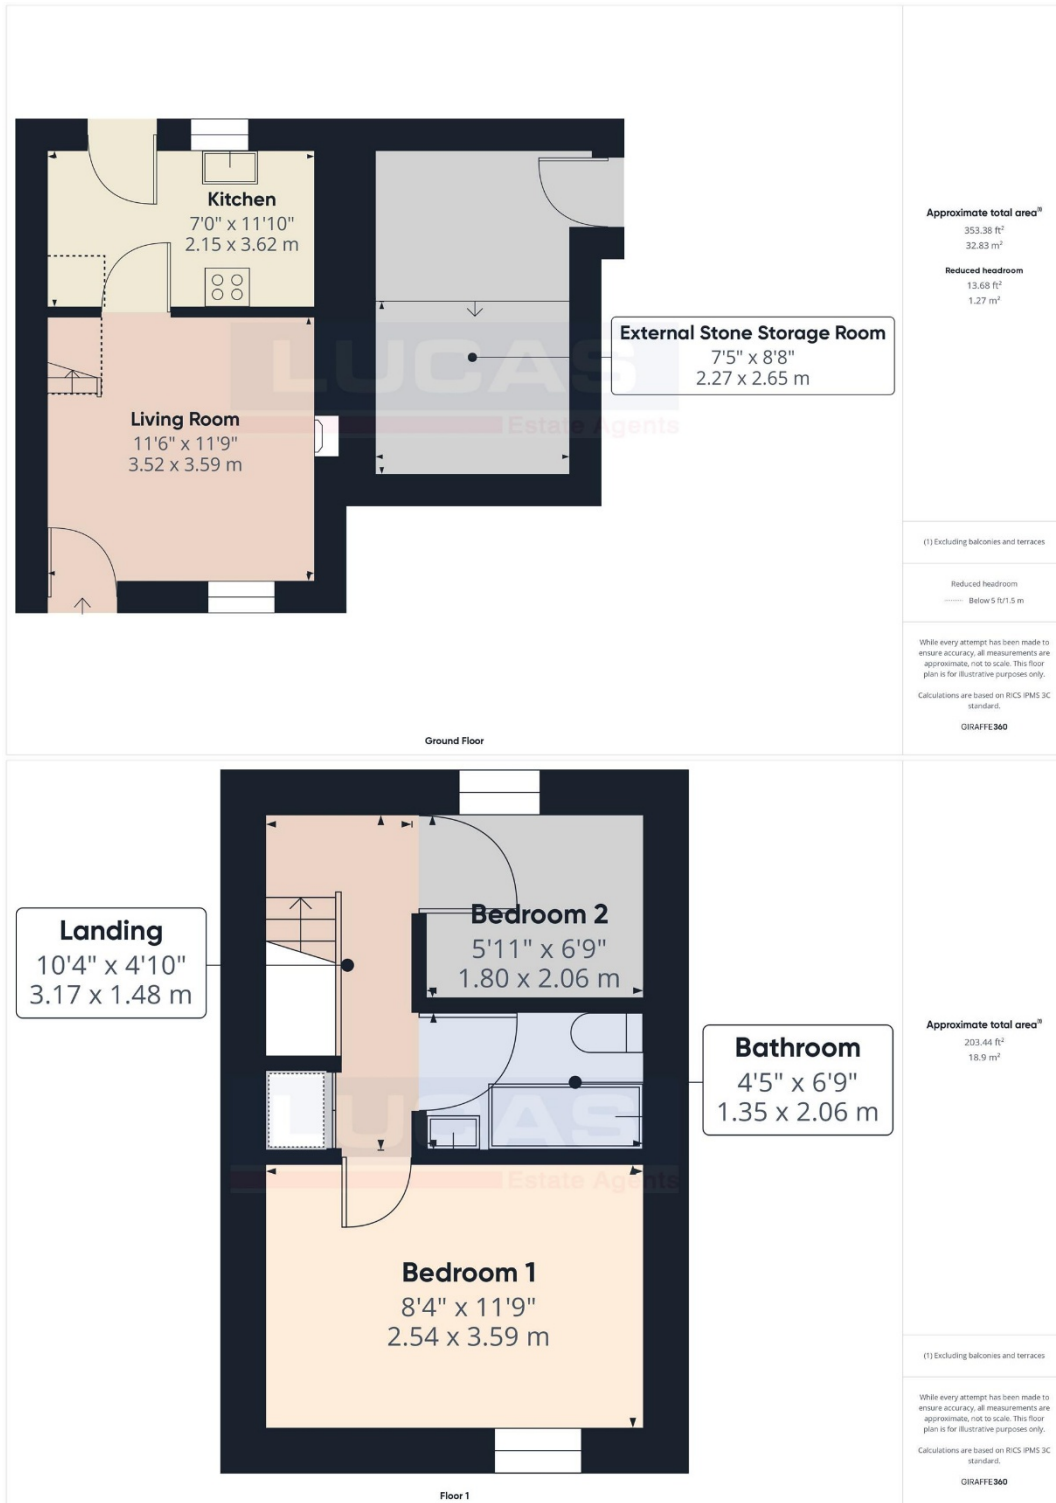 Kitchen
7'0" x 11'10"
2.15 x 3.62 m
External Stone Storage Room
7'5" x 8'8"
2.27 x 2.65 m
LUCAS
Estate Agents
Living Room
11'6" x 11'9"
3.52 x 3.59 m
Ground Floor
Approximate total area⁽¹⁾
353.38 ft²
32.83 m²
Reduced headroom
13.68 ft²
1.27 m²
(1) Excluding balconies and terraces
Reduced headroom
------ Below 5 ft/1.5 m
While every attempt has been made to
ensure accuracy, all measurements are
approximate, not to scale. This floor
plan is for illustrative purposes only.
Calculations are based on RICS IPMS 3C
standard.
GIRAFFE360
Landing
10'4" x 4'10"
3.17 x 1.48 m
Bedroom 2
5'11" x 6'9"
1.80 x 2.06 m
Bathroom
4'5" x 6'9"
1.35 x 2.06 m
LUCAS
Estate Agents
Bedroom 1
8'4" x 11'9"
2.54 x 3.59 m
Floor 1
Approximate total area⁽¹⁾
203.44 ft²
18.9 m²
(1) Excluding balconies and terraces
While every attempt has been made to
ensure accuracy, all measurements are
approximate, not to scale. This floor
plan is for illustrative purposes only.
Calculations are based on RICS IPMS 3C
standard.
GIRAFFE360